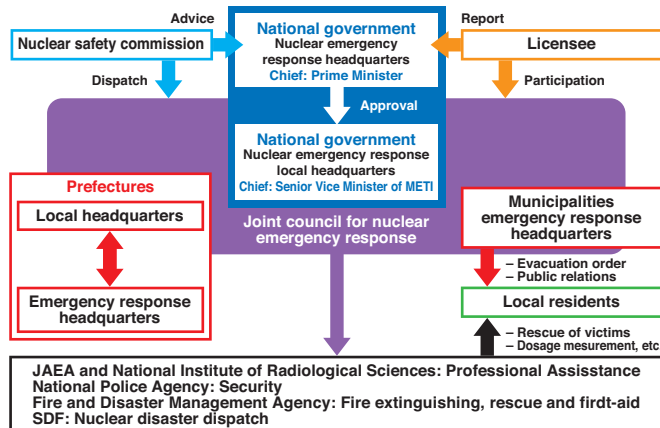 Advice
National government
Report
Nuclear safety commission
Nuclear emergency
response headquarters
Chief: Prime Minister
Licensee
Dispatch
Participation
Approval
National government
Nuclear emergency response
local headquarters
Chief: Senior Vice Minister of METI
Prefectures
Local headquarters
Emergency response
headquarters
Joint council for nuclear
emergency response
Municipalities
emergency response
headquarters
– Evacuation order
– Public relations
Local residents
– Rescue of victims
– Dosage mesurement, etc
JAEA and National Institute of Radiological Sciences: Professional Assisstance
National Police Agency: Security
Fire and Disaster Management Agency: Fire extinguishing, rescue and firdt-aid
SDF: Nuclear disaster dispatch